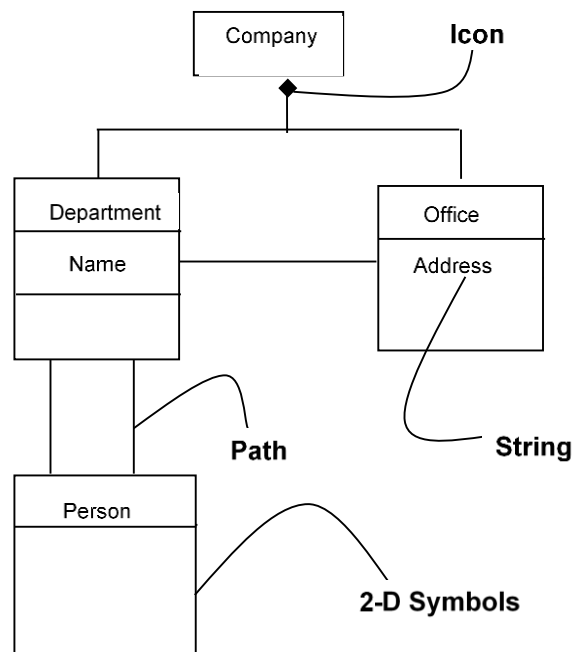 Company
Icon
Department
Office
Name
Address
Path
String
Person
2-D Symbols